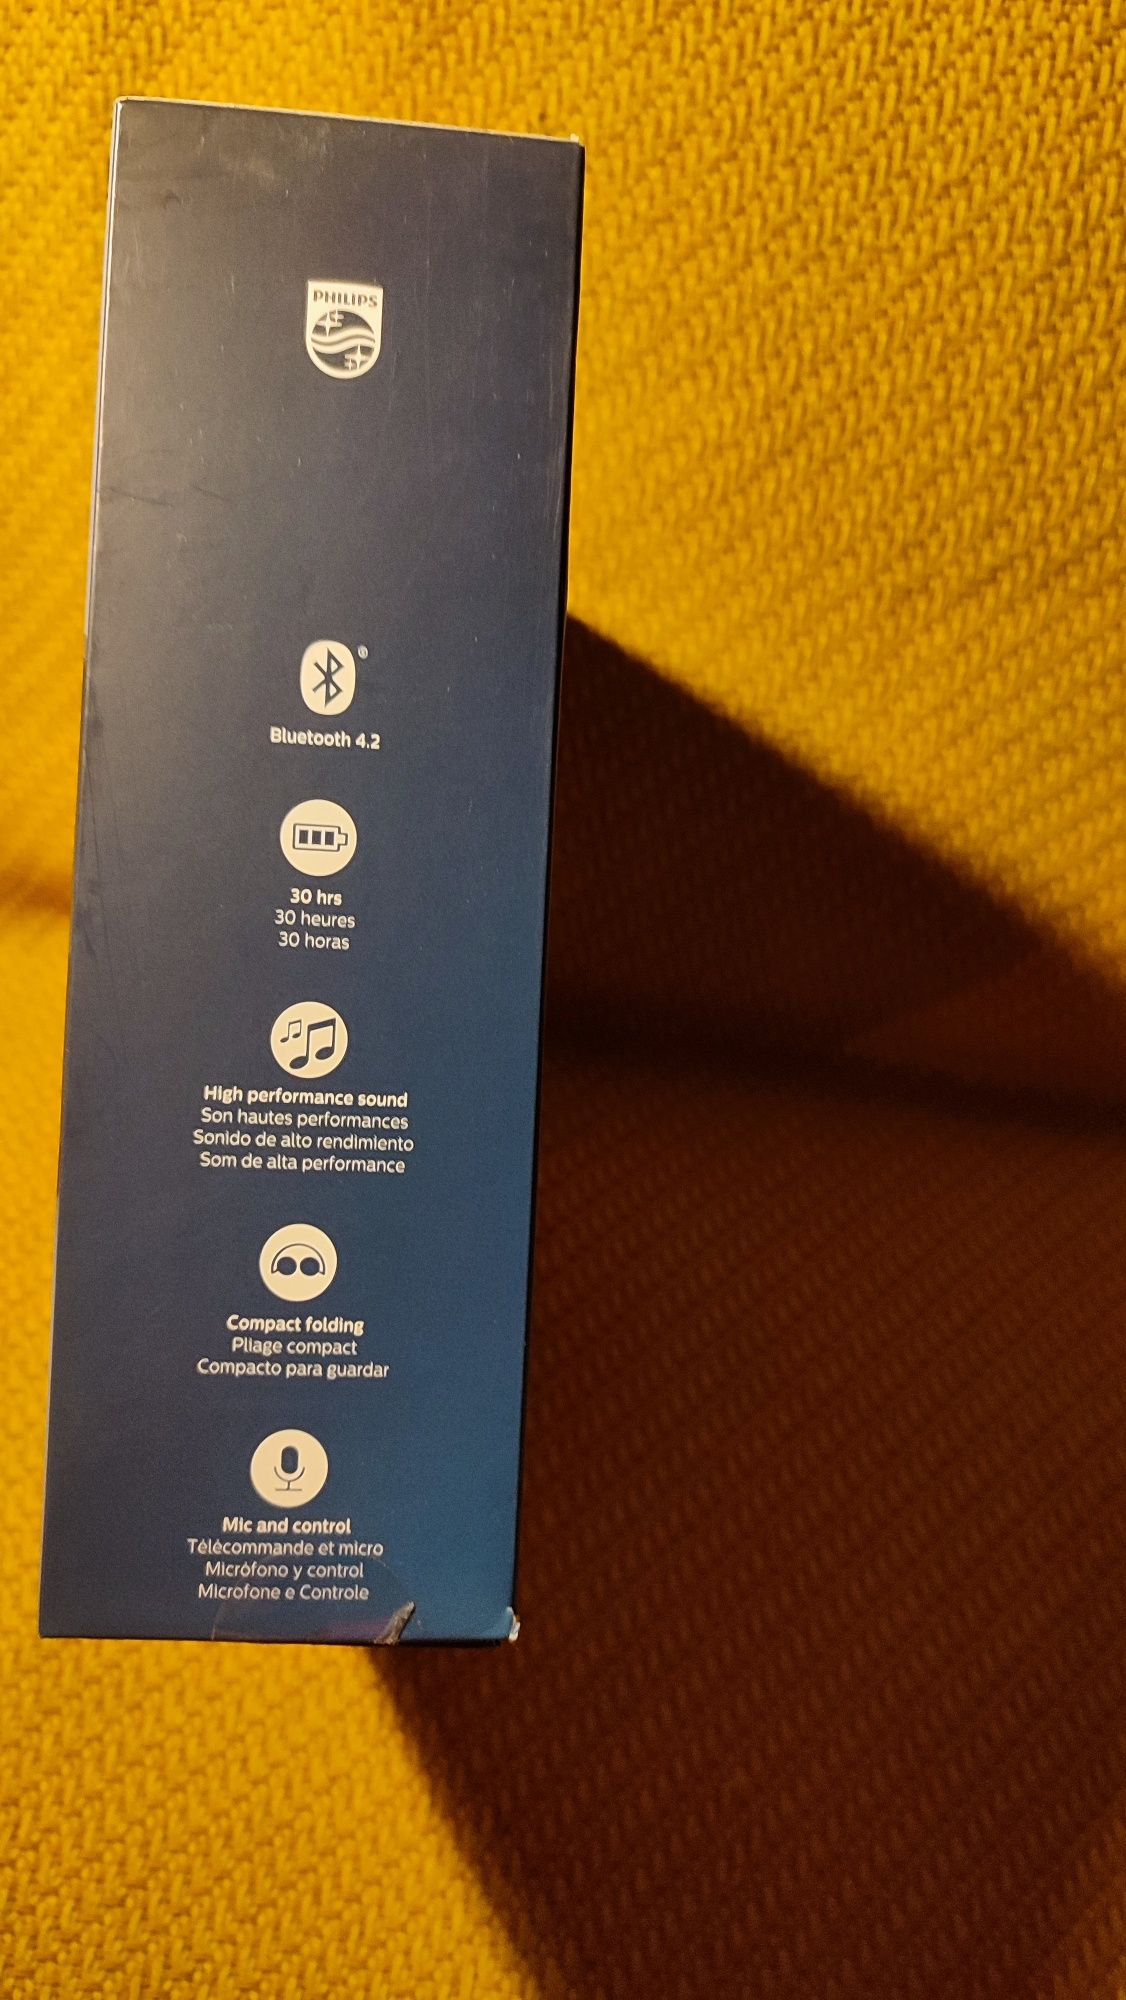 PHILIPS
®
Bluetooth 4.2
30 hrs
30 heures
30 horas
High performance sound
Son hautes performances
Sonido de alto rendimiento
Som de alta performance
Compact folding
Pliage compact
Compacto para guardar
Mic and control
Télécommande et micro
Micrófono y control
Microfone e Controle